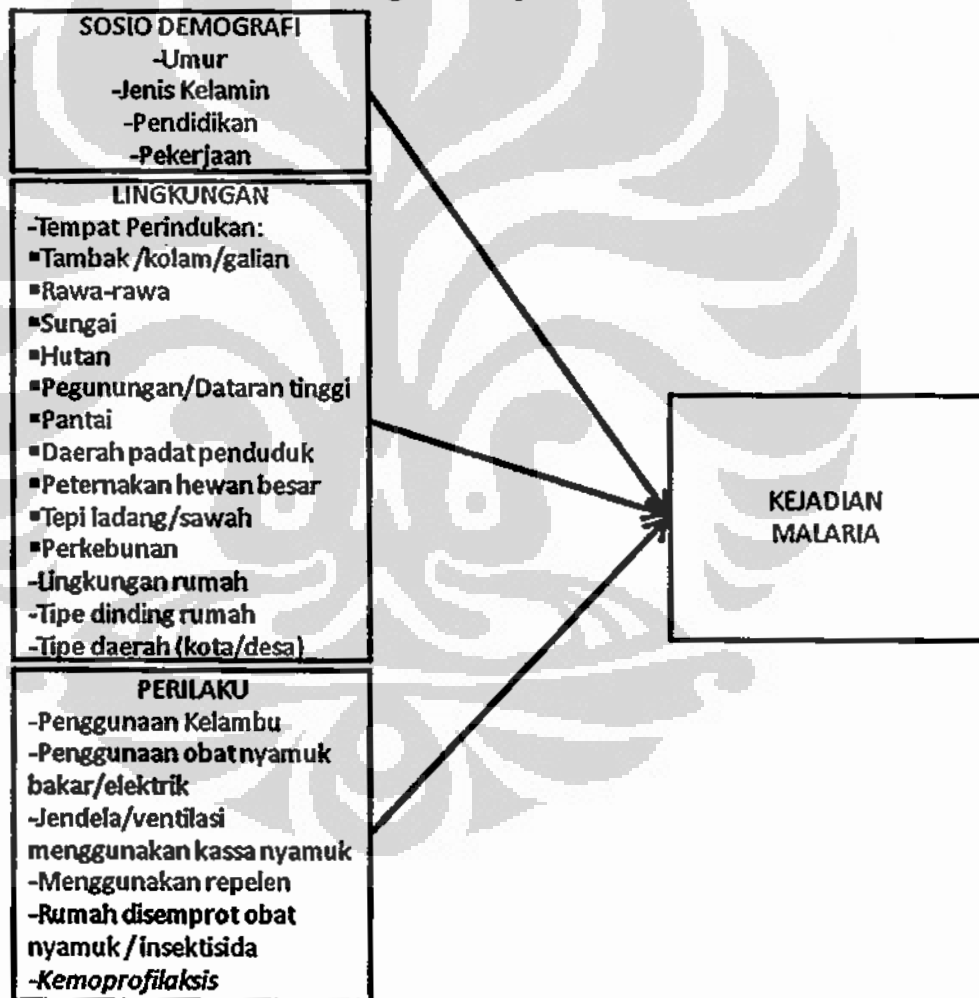 SOSIO DEMOGRAFI
-Umur
-Jenis Kelamin
-Pendidikan
-Pekerjaan
LINGKUNGAN
-Tempat Perindukan:
▪Tambak/kolam/galian
▪Rawa-rawa
▪Sungai
▪Hutan
▪Pegunungan/Dataran tinggi
▪Pantai
▪Daerah padat penduduk
▪Peternakan hewan besar
▪Tepi ladang/sawah
▪Perkebunan
-Lingkungan rumah
-Tipe dinding rumah
-Tipe daerah (kota/desa)
PERILAKU
-Penggunaan Kelambu
-Penggunaan obat nyamuk
bakar/elektrik
-Jendela/ventilasi
menggunakan kassa nyamuk
-Menggunakan repelen
-Rumah disemprot obat
nyamuk / insektisida
-Kemoprofilaksis
KEJADIAN
MALARIA